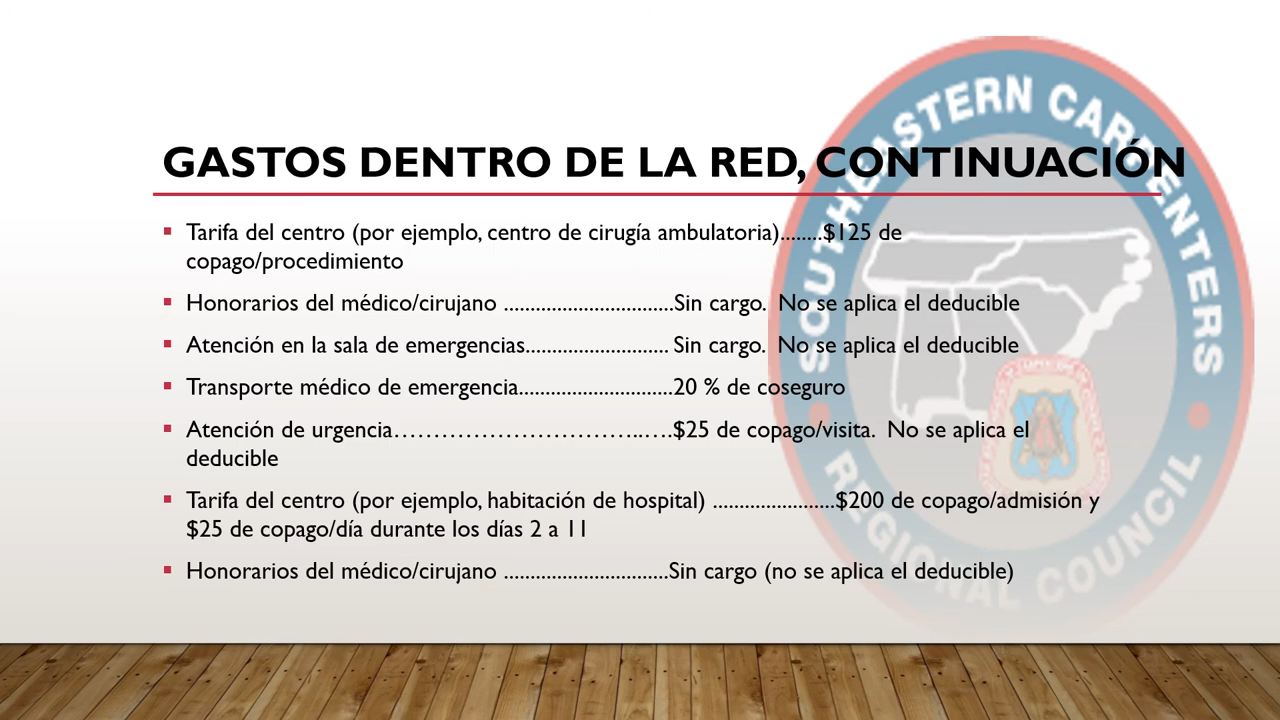 GASTOS DENTRO DE LA RED, CONTINUACIÓN
Tarifa del centro (por ejemplo, centro de cirugía ambulatoria)........$125 de
copago/procedimiento
Honorarios del médico/cirujano ................................Sin cargo.  No se aplica el deducible
Atención en la sala de emergencias........................... Sin cargo.  No se aplica el deducible
Transporte médico de emergencia.............................20 % de coseguro
Atención de urgencia…………………………..….$25 de copago/visita.  No se aplica el
deducible
Tarifa del centro (por ejemplo, habitación de hospital) .......................$200 de copago/admisión y
$25 de copago/día durante los días 2 a 11
Honorarios del médico/cirujano ...............................Sin cargo (no se aplica el deducible)
SOUTHEASTERN CARPENTERS
REGIONAL COUNCIL